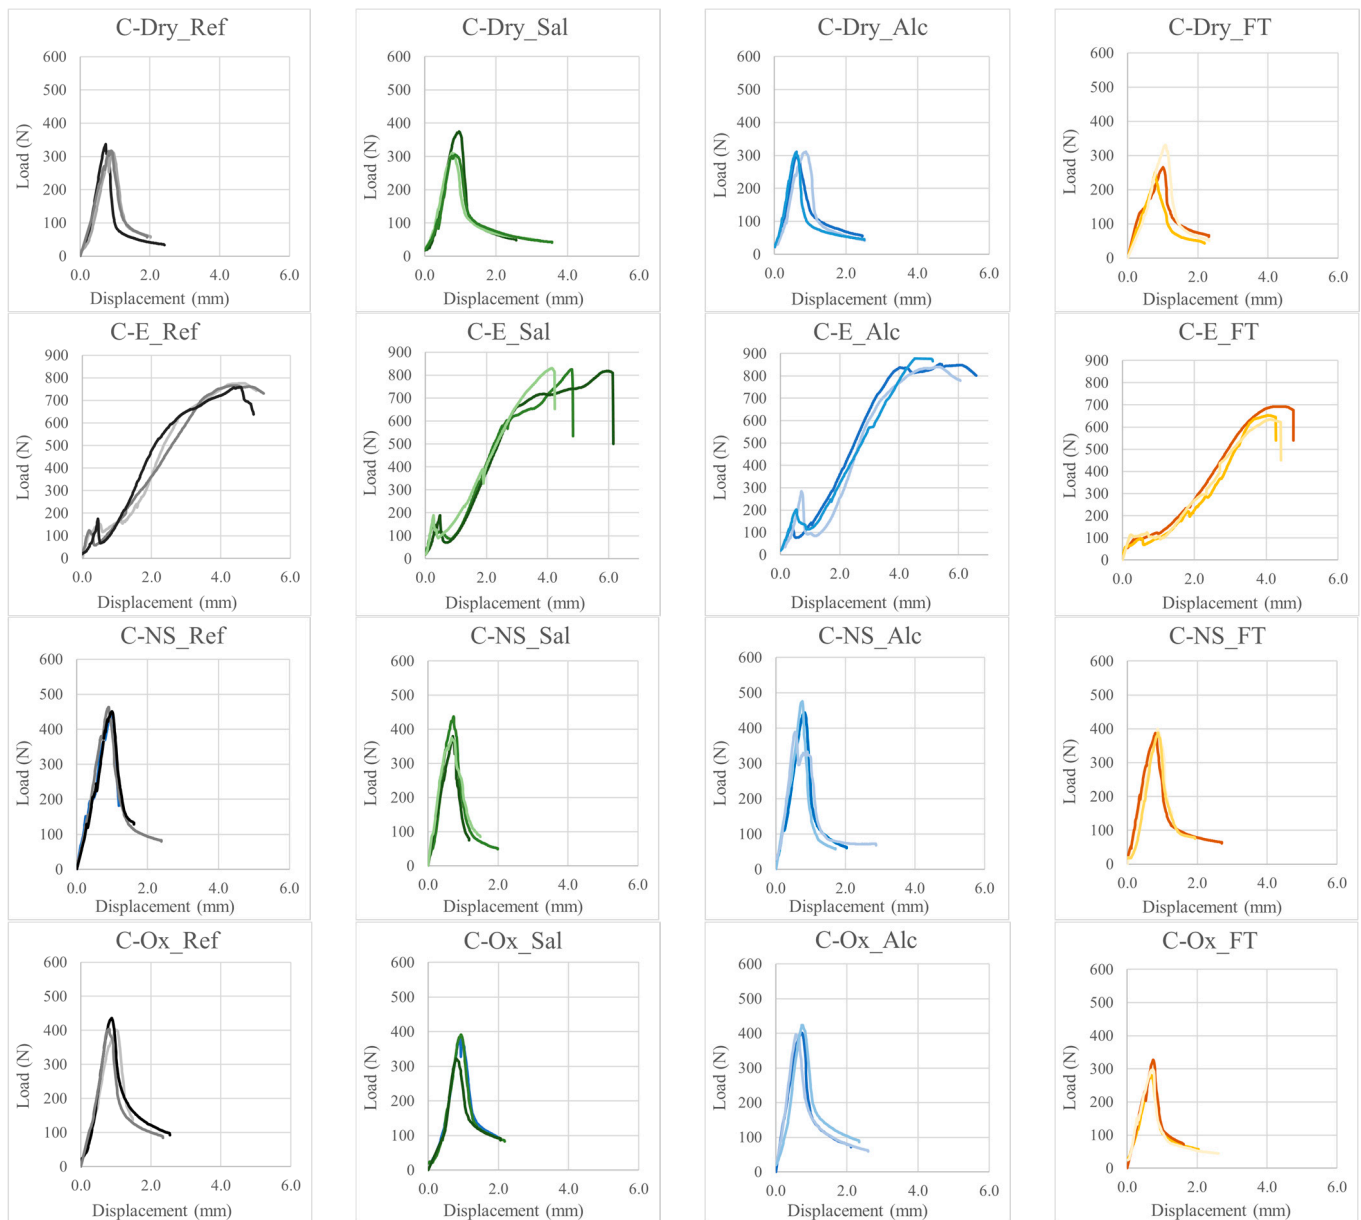 C-Dry_Ref
600
500
400
300
200
100
0
Load (N)
0.0 2.0 4.0 6.0
Displacement (mm)
C-Dry_Sal
600
500
400
300
200
100
0
Load (N)
0.0 2.0 4.0 6.0
Displacement (mm)
C-Dry_Alc
600
500
400
300
200
100
0
Load (N)
0.0 2.0 4.0 6.0
Displacement (mm)
C-Dry_FT
600
500
400
300
200
100
0
Load (N)
0.0 2.0 4.0 6.0
Displacement (mm)
C-E_Ref
900
800
700
600
500
400
300
200
100
0
Load (N)
0.0 2.0 4.0 6.0
Displacement (mm)
C-E_Sal
900
800
700
600
500
400
300
200
100
0
Load (N)
0.0 2.0 4.0 6.0
Displacement (mm)
C-E_Alc
900
800
700
600
500
400
300
200
100
0
Load (N)
0.0 2.0 4.0 6.0
Displacement (mm)
C-E_FT
900
800
700
600
500
400
300
200
100
0
Load (N)
0.0 2.0 4.0 6.0
Displacement (mm)
C-NS_Ref
600
500
400
300
200
100
0
Load (N)
0.0 2.0 4.0 6.0
Displacement (mm)
C-NS_Sal
600
500
400
300
200
100
0
Load (N)
0.0 2.0 4.0 6.0
Displacement (mm)
C-NS_Alc
600
500
400
300
200
100
0
Load (N)
0.0 2.0 4.0 6.0
Displacement (mm)
C-NS_FT
600
500
400
300
200
100
0
Load (N)
0.0 2.0 4.0 6.0
Displacement (mm)
C-Ox_Ref
600
500
400
300
200
100
0
Load (N)
0.0 2.0 4.0 6.0
Displacement (mm)
C-Ox_Sal
600
500
400
300
200
100
0
Load (N)
0.0 2.0 4.0 6.0
Displacement (mm)
C-Ox_Alc
600
500
400
300
200
100
0
Load (N)
0.0 2.0 4.0 6.0
Displacement (mm)
C-Ox_FT
600
500
400
300
200
100
0
Load (N)
0.0 2.0 4.0 6.0
Displacement (mm)